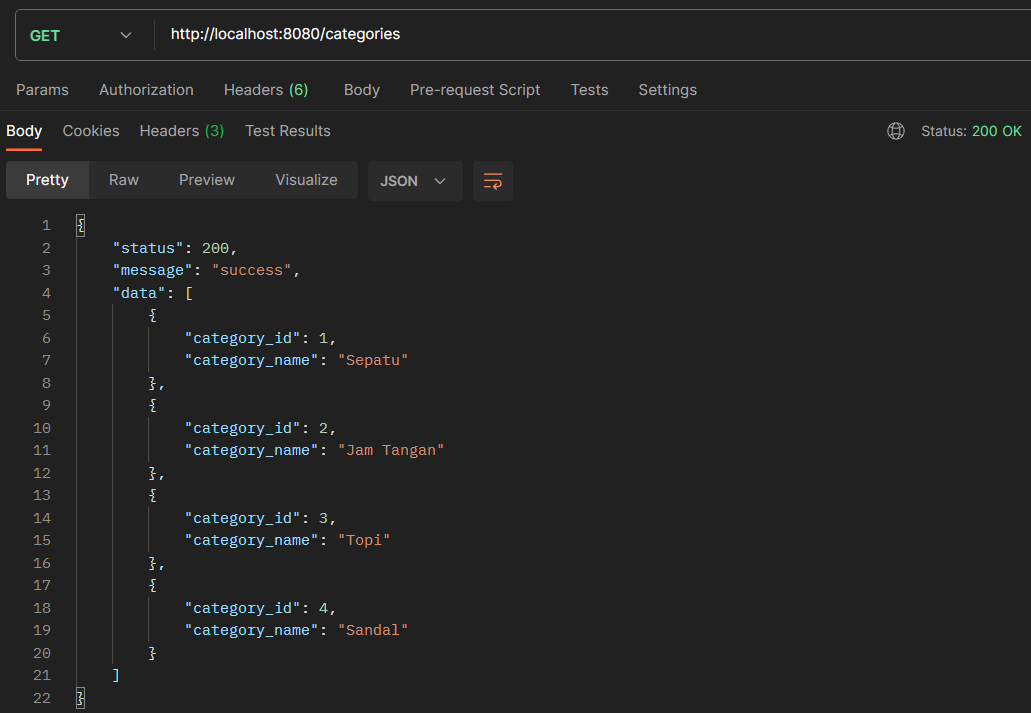 GET http://localhost:8080/categories
Params Authorization Headers (6) Body Pre-request Script Tests Settings
Body Cookies Headers (3) Test Results Status: 200 OK
Pretty Raw Preview Visualize JSON
1 {
2 "status": 200,
3 "message": "success",
4 "data": [
5 {
6 "category_id": 1,
7 "category_name": "Sepatu"
8 },
9 {
10 "category_id": 2,
11 "category_name": "Jam Tangan"
12 },
13 {
14 "category_id": 3,
15 "category_name": "Topi"
16 },
17 {
18 "category_id": 4,
19 "category_name": "Sandal"
20 }
21 ]
22 }